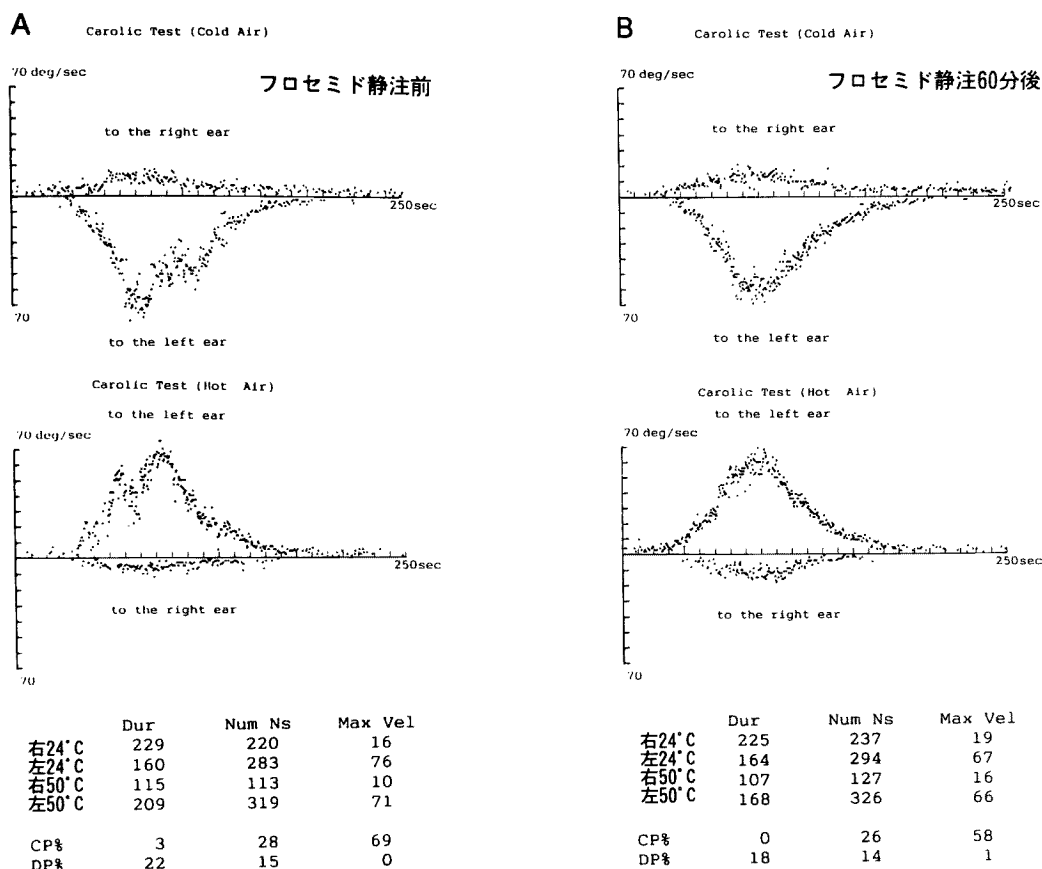 A
Carolic Test (Cold Air)
70 deg/sec
フロセミド静注前
to the right ear
250sec
70
to the left ear
Carolic Test (Hot Air)
to the left ear
70 deg/sec
250sec
to the right ear
70
Dur Num Ns Max Vel
右24°C 229 220 16
左24°C 160 283 76
右50°C 115 113 10
左50°C 209 319 71
CP% 3 28 69
DP% 22 15 0
B
Carolic Test (Cold Air)
70 deg/sec
フロセミド静注60分後
to the right ear
250sec
70
to the left ear
Carolic Test (Hot Air)
to the left ear
70 deg/sec
250sec
to the right ear
70
Dur Num Ns Max Vel
右24°C 225 237 19
左24°C 164 294 67
右50°C 107 127 16
左50°C 168 326 66
CP% 0 26 58
DP% 18 14 1